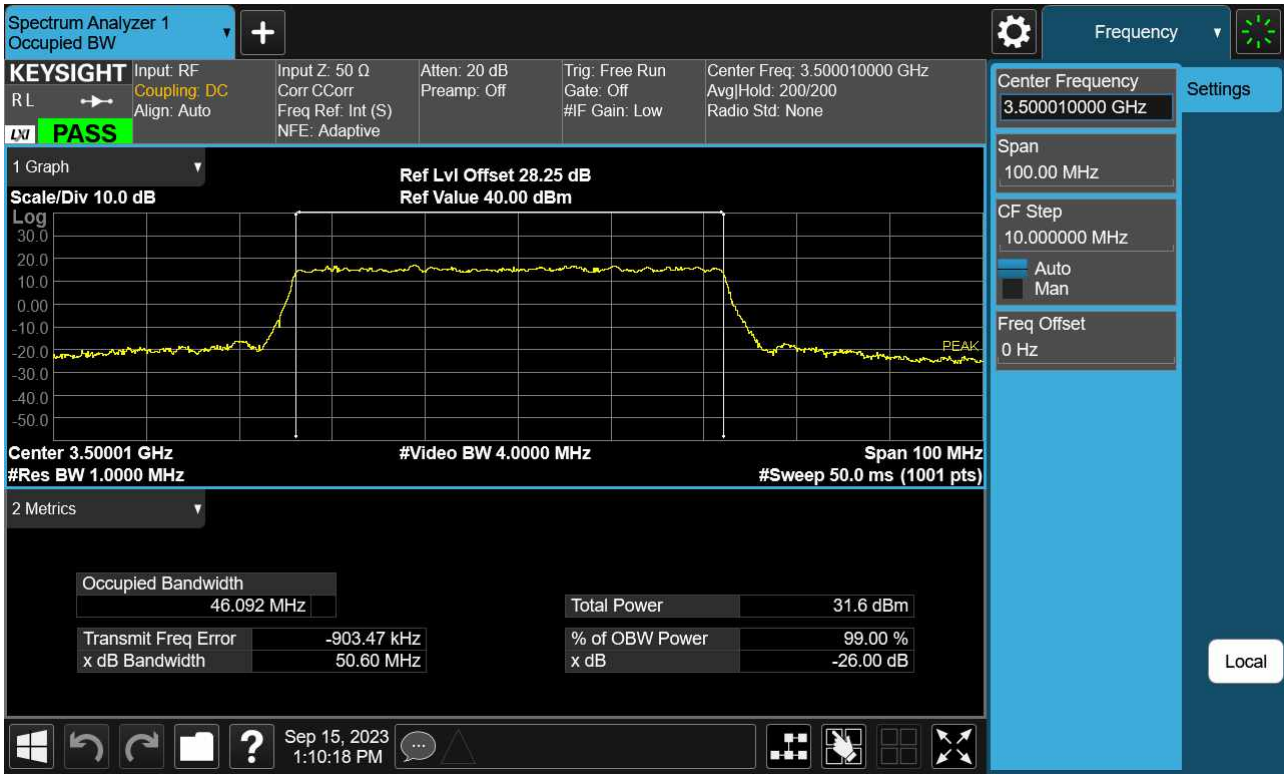 Spectrum Analyzer 1
Occupied BW
Frequency
KEYSIGHT
R L
LXI
PASS
Input: RF
Coupling: DC
Align: Auto
Input Z: 50 Ω
Corr CCorr
Freq Ref: Int (S)
NFE: Adaptive
Atten: 20 dB
Preamp: Off
Trig: Free Run
Gate: Off
#IF Gain: Low
Center Freq: 3.500010000 GHz
Avg|Hold: 200/200
Radio Std: None
Center Frequency
3.500010000 GHz
Settings
Span
100.00 MHz
CF Step
10.000000 MHz
Auto
Man
Freq Offset
0 Hz
Local
1 Graph
Scale/Div 10.0 dB
Ref Lvl Offset 28.25 dB
Ref Value 40.00 dBm
Log
30.0
20.0
10.0
0.00
-10.0
-20.0
-30.0
-40.0
-50.0
PEAK
Center 3.50001 GHz
#Video BW 4.0000 MHz
Span 100 MHz
#Res BW 1.0000 MHz
#Sweep 50.0 ms (1001 pts)
2 Metrics
Occupied Bandwidth
46.092 MHz
Total Power 31.6 dBm
Transmit Freq Error -903.47 kHz
% of OBW Power 99.00 %
x dB Bandwidth 50.60 MHz
x dB -26.00 dB
?
Sep 15, 2023
1:10:18 PM